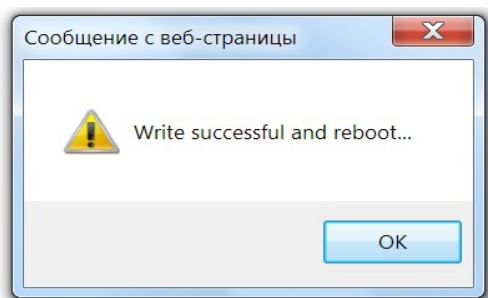 Сообщение с веб-страницы
Write successful and reboot...
OK